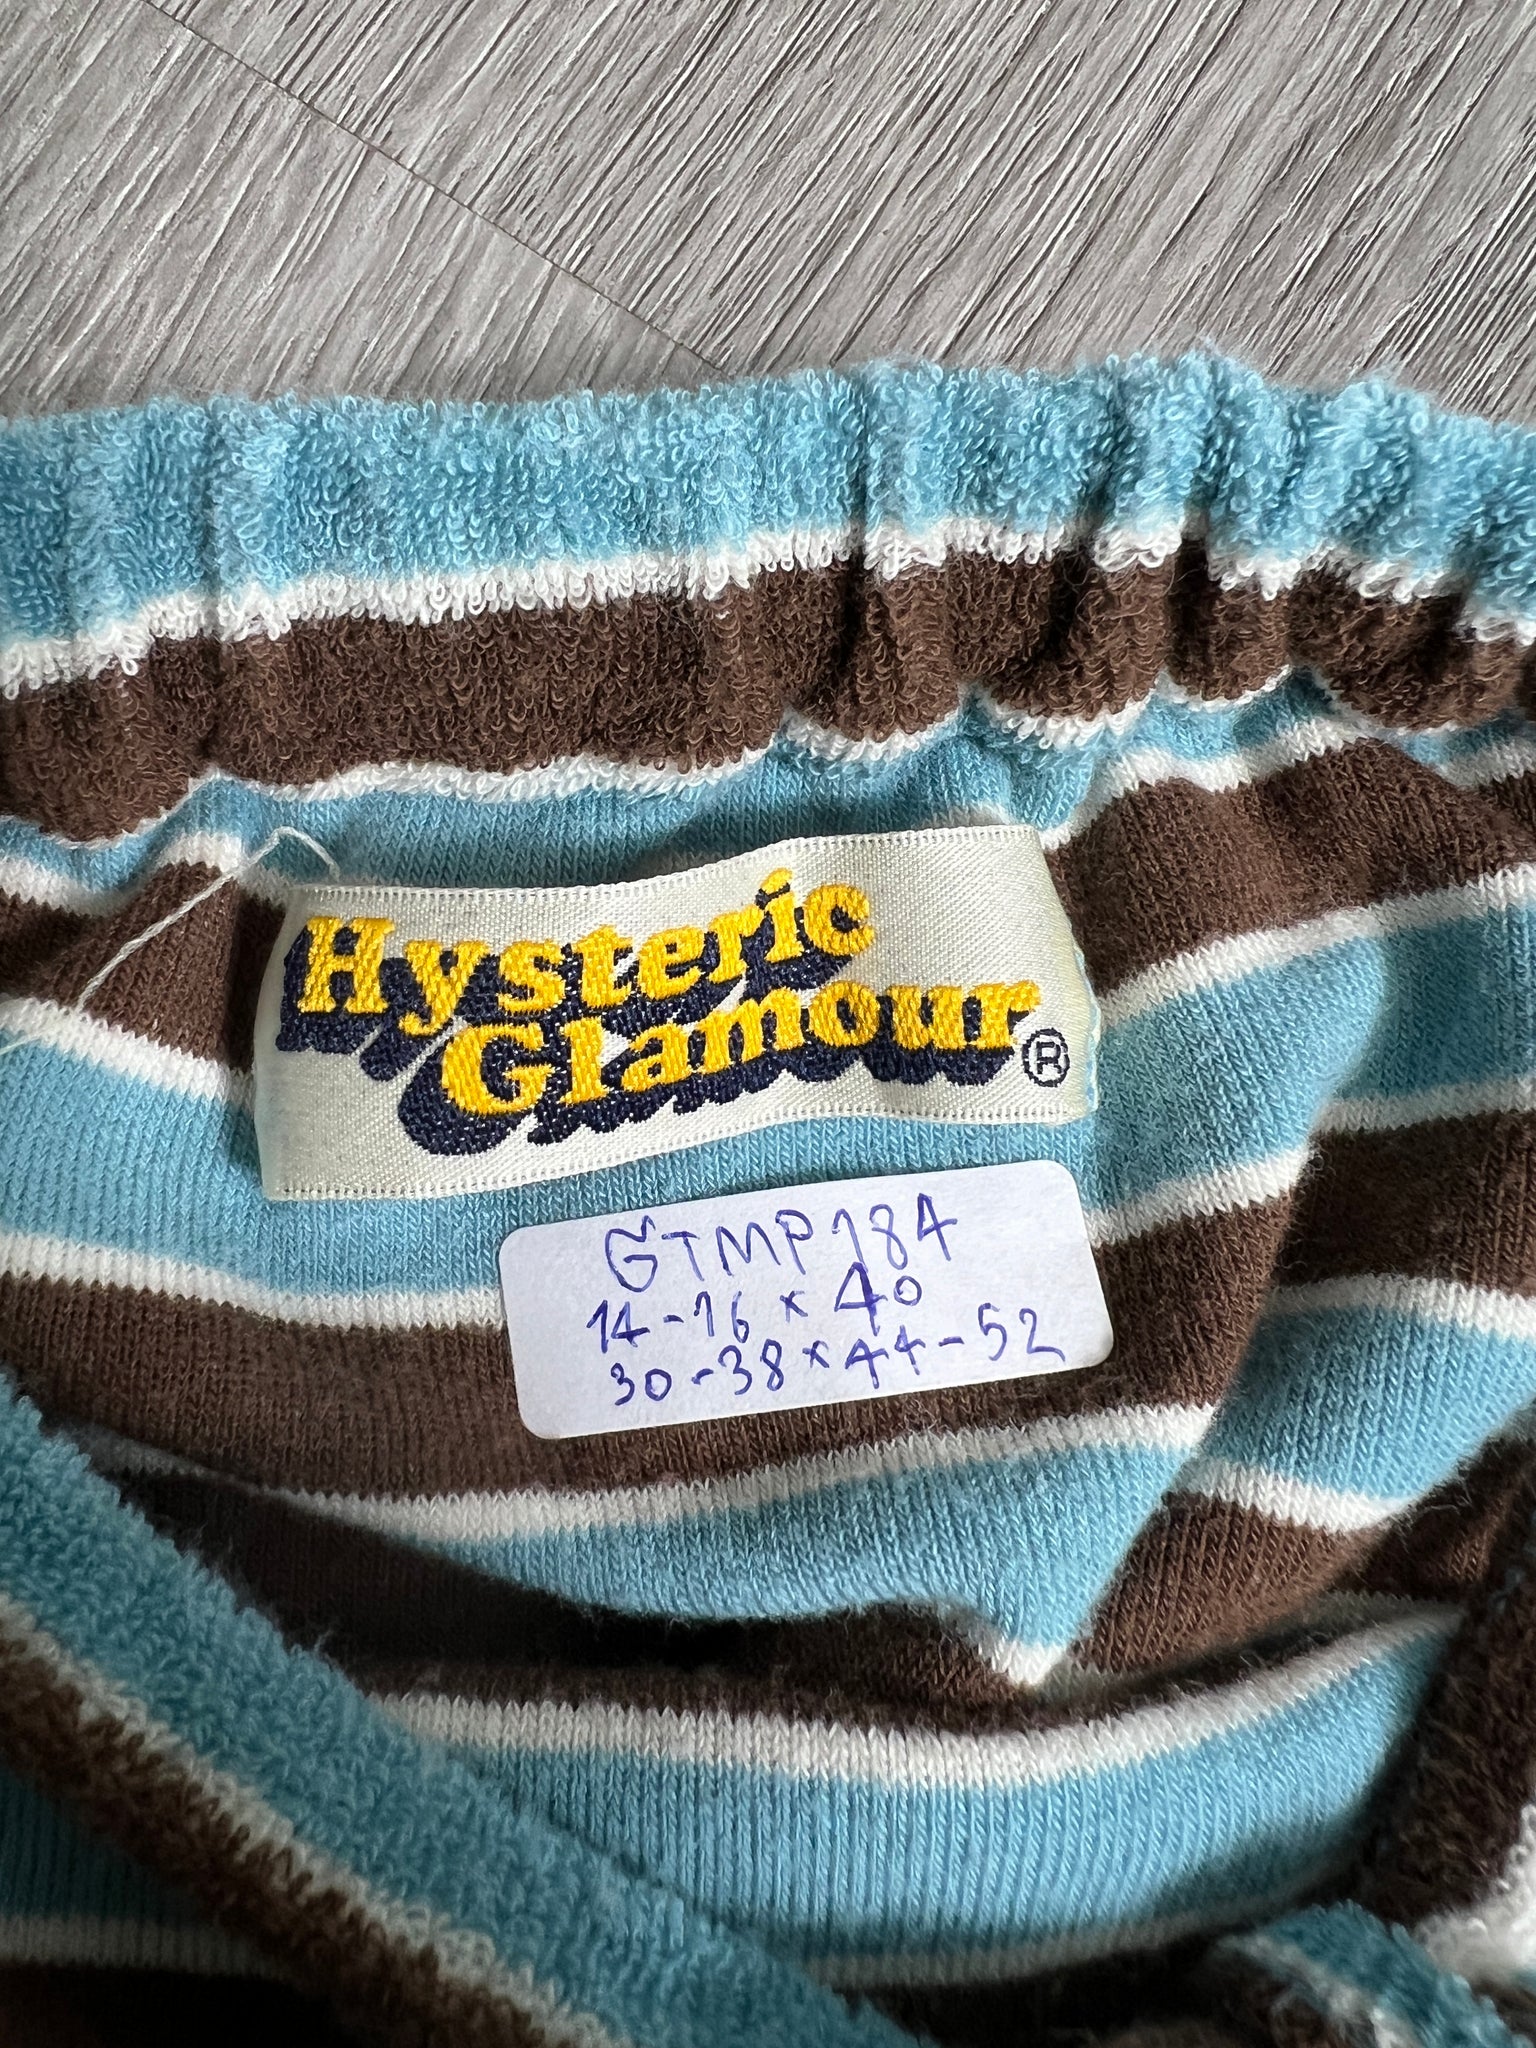 Hysteric
Glamour®
GTMP184
14-16 x 40
30-38 x 44-52